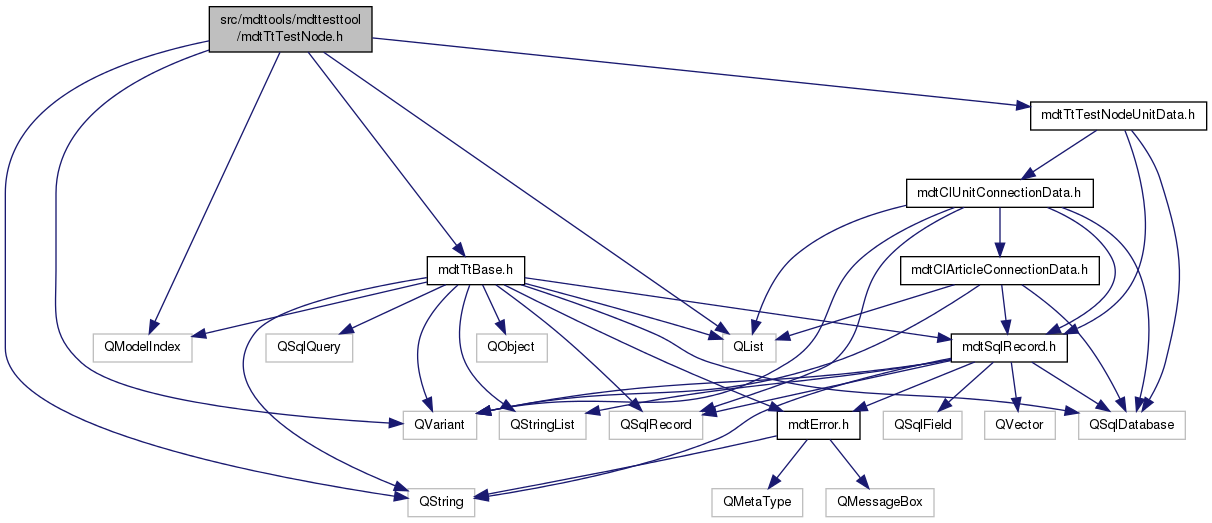 src/mdttools/mdttesttool
/mdtTtTestNode.h
mdtTtTestNodeUnitData.h
mdtClUnitConnectionData.h
mdtTtBase.h
mdtClArticleConnectionData.h
QModelIndex
QSqlQuery
QObject
QList
mdtSqlRecord.h
QVariant
QStringList
QSqlRecord
mdtError.h
QSqlField
QVector
QSqlDatabase
QString
QMetaType
QMessageBox